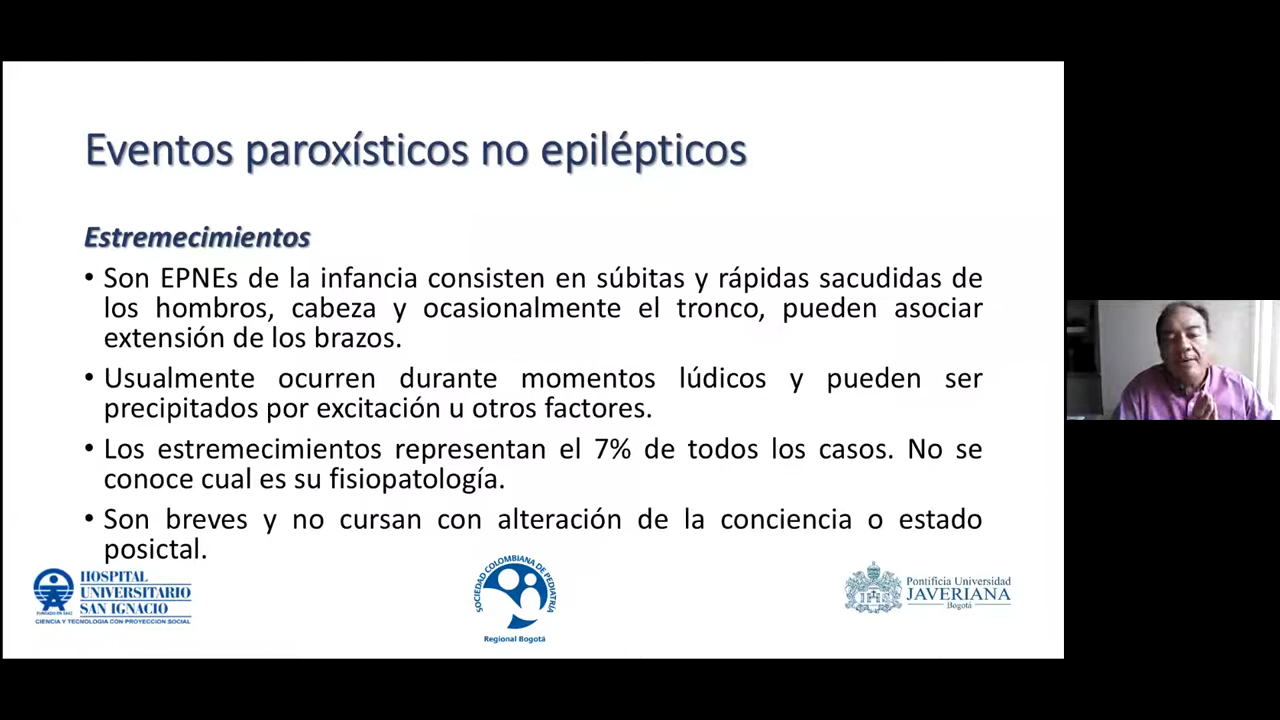 Eventos paroxísticos no epilépticos
Estremecimientos
• Son EPNEs de la infancia consisten en súbitas y rápidas sacudidas de
los hombros, cabeza y ocasionalmente el tronco, pueden asociar
extensión de los brazos.
• Usualmente ocurren durante momentos lúdicos y pueden ser
precipitados por excitación u otros factores.
• Los estremecimientos representan el 7% de todos los casos. No se
conoce cual es su fisiopatología.
• Son breves y no cursan con alteración de la conciencia o estado
posictal.
HOSPITAL
UNIVERSITARIO
SAN IGNACIO
CIENCIA Y TECNOLOGIA CON PROYECCION SOCIAL
SOCIEDAD COLOMBIANA DE PEDIATRÍA
Regional Bogotá
Pontificia Universidad
JAVERIANA
Bogotá